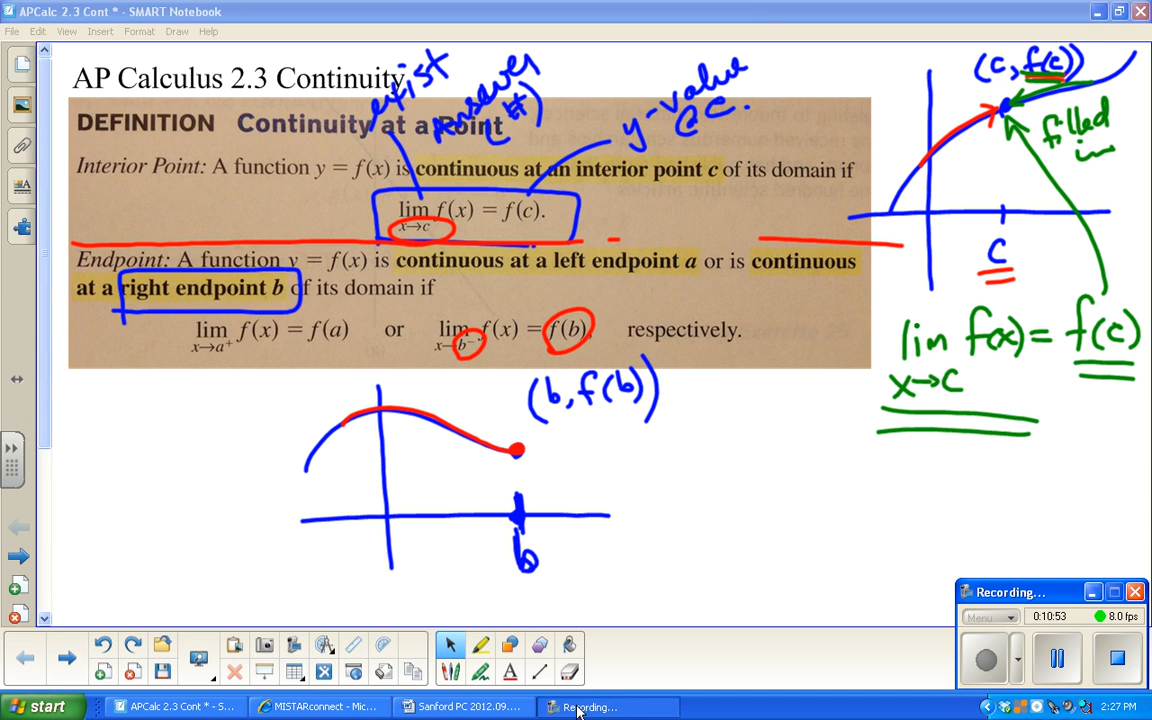 APCalc 2.3 Cont * - SMART Notebook
File Edit View Insert Format Draw Help
AP Calculus 2.3 Continuity
exist
answer
(#)
y-value
@ c.
(c, f(c))
filled
in
DEFINITION Continuity at a Point
Interior Point: A function y = f(x) is continuous at an interior point c of its domain if
lim f(x) = f(c).
x→c
C
Endpoint: A function y = f(x) is continuous at a left endpoint a or is continuous
at a right endpoint b of its domain if
lim f(x) = f(a) or lim f(x) = f(b), respectively.
x→a⁺ x→b⁻
lim f(x) = f(c)
x→c
(b, f(b))
b
Recording...
Menu 0:10:53 8.0 fps
start APCalc 2.3 Cont * - S... MISTARconnect - Mic... Sanford PC 2012.09.... Recording... 2:27 PM